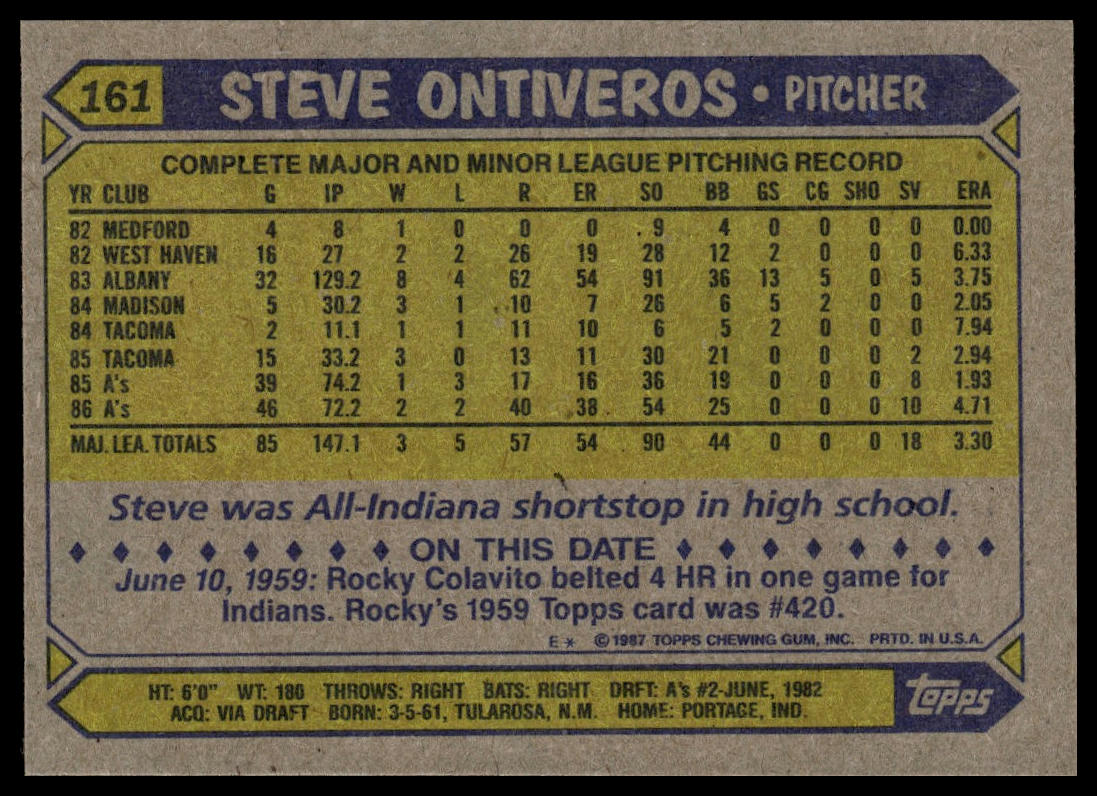 161 STEVE ONTIVEROS • PITCHER
COMPLETE MAJOR AND MINOR LEAGUE PITCHING RECORD
YR CLUB G IP W L R ER SO BB GS CG SHO SV ERA
82 MEDFORD 4 8 1 0 0 0 9 4 0 0 0 0 0.00
82 WEST HAVEN 16 27 2 2 26 19 28 12 2 0 0 0 6.33
83 ALBANY 32 129.2 8 4 62 54 91 36 13 5 0 5 3.75
84 MADISON 5 30.2 3 1 10 7 26 6 5 2 0 0 2.05
84 TACOMA 2 11.1 1 1 11 10 6 5 2 0 0 0 7.94
85 TACOMA 15 33.2 3 0 13 11 30 21 0 0 0 2 2.94
85 A's 39 74.2 1 3 17 16 36 19 0 0 0 8 1.93
86 A's 46 72.2 2 2 40 38 54 25 0 0 0 10 4.71
MAJ. LEA. TOTALS 85 147.1 3 5 57 54 90 44 0 0 0 18 3.30
Steve was All-Indiana shortstop in high school.
ON THIS DATE
June 10, 1959: Rocky Colavito belted 4 HR in one game for
Indians. Rocky's 1959 Topps card was #420.
E * © 1987 TOPPS CHEWING GUM, INC. PRTD. IN U.S.A.
HT: 6'0" WT: 180 THROWS: RIGHT BATS: RIGHT DRFT: A's #2-JUNE, 1982
ACQ: VIA DRAFT BORN: 3-5-61, TULAROSA, N.M. HOME: PORTAGE, IND.
topps